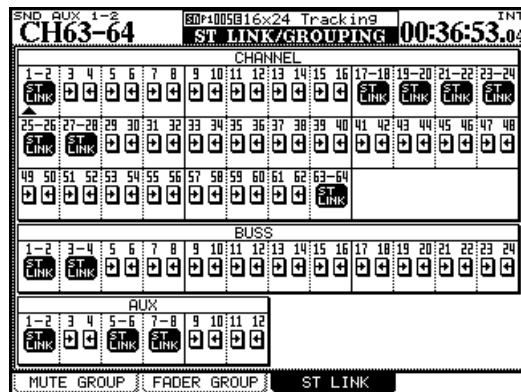 SND AUX 1-2
CH63-64
1005 16x24 Tracking
ST LINK/GROUPING
INT
00:36:53.04
CHANNEL
1-2 3 4 5 6 7 8 9 10 11 12 13 14 15 16 17-18 19-20 21-22 23-24
ST LINK ST LINK ST LINK ST LINK ST LINK
25-26 27-28 29 30 31 32 33 34 35 36 37 38 39 40 41 42 43 44 45 46 47 48
ST LINK ST LINK
49 50 51 52 53 54 55 56 57 58 59 60 61 62 63-64
ST LINK
BUSS
1-2 3-4 5 6 7 8 9 10 11 12 13 14 15 16 17 18 19 20 21 22 23 24
ST LINK ST LINK
AUX
1-2 3 4 5-6 7-8 9 10 11 12
ST LINK ST LINK ST LINK
MUTE GROUP FADER GROUP ST LINK